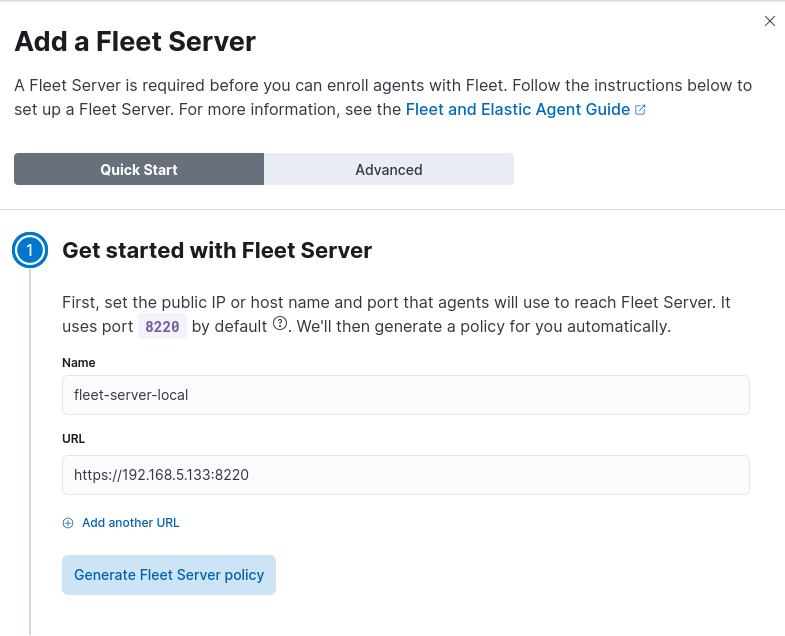 Add a Fleet Server
A Fleet Server is required before you can enroll agents with Fleet. Follow the instructions below to
set up a Fleet Server. For more information, see the Fleet and Elastic Agent Guide
Quick Start
Advanced
1
Get started with Fleet Server
First, set the public IP or host name and port that agents will use to reach Fleet Server. It
uses port 8220 by default ?. We'll then generate a policy for you automatically.
Name
fleet-server-local
URL
https://192.168.5.133:8220
Add another URL
Generate Fleet Server policy